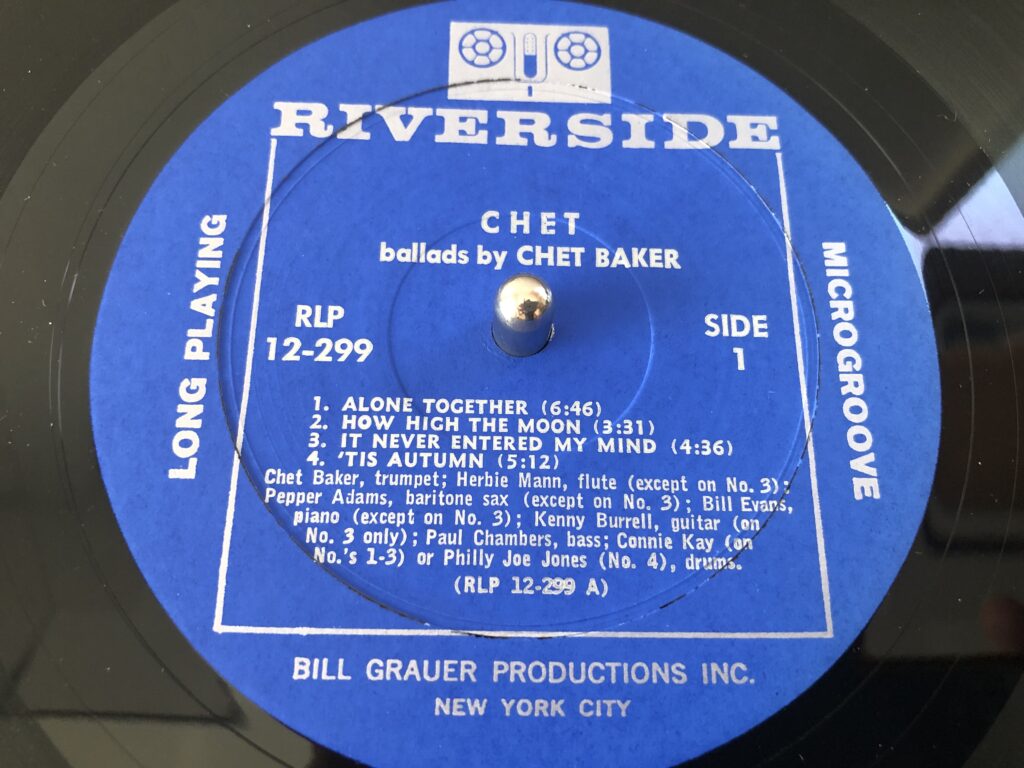 RIVERSIDE
CHET
ballads by CHET BAKER
LONG PLAYING
MICROGROOVE
RLP
12-299
SIDE
1
1. ALONE TOGETHER (6:46)
2. HOW HIGH THE MOON (3:31)
3. IT NEVER ENTERED MY MIND (4:36)
4. 'TIS AUTUMN (5:12)
Chet Baker, trumpet; Herbie Mann, flute (except on No. 3);
Pepper Adams, baritone sax (except on No. 3); Bill Evans,
piano (except on No. 3); Kenny Burrell, guitar (on
No. 3 only); Paul Chambers, bass; Connie Kay (on
No.'s 1-3) or Philly Joe Jones (No. 4), drums.
(RLP 12-299 A)
BILL GRAUER PRODUCTIONS INC.
NEW YORK CITY